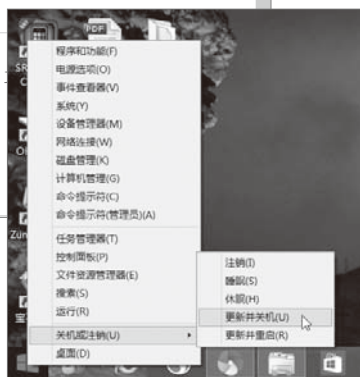 PDF
程序和功能(F)
电源选项(O)
事件查看器(V)
系统(Y)
设备管理器(M)
网络连接(W)
磁盘管理(K)
计算机管理(G)
命令提示符(C)
命令提示符(管理员)(A)
任务管理器(T)
控制面板(P)
文件资源管理器(E)
搜索(S)
运行(R)
关机或注销(U)
桌面(D)
注销(I)
睡眠(S)
休眠(H)
更新并关机(U)
更新并重启(R)